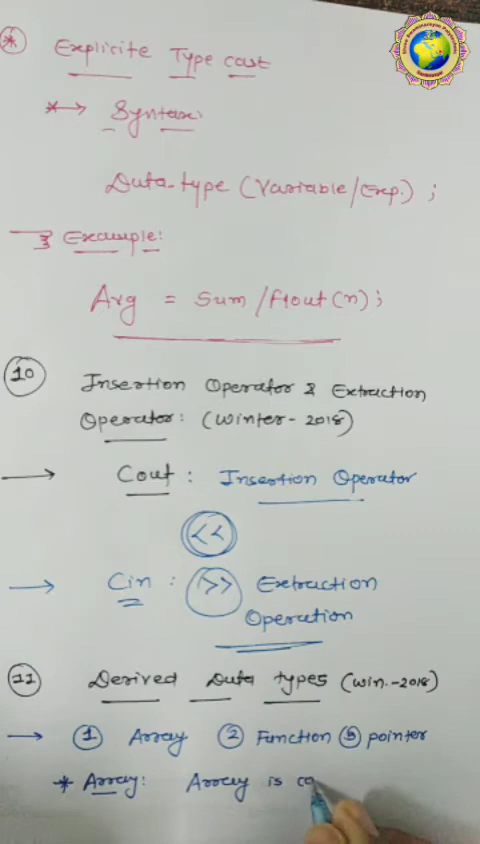 * Explicite Type cast
* → Syntax:
Data-type (Variable/Exp.) ;
Example:
Avg = Sum/float(n);
10 Insertion Operator & Extraction
Operator: (Winter-2018)
→ Cout : Insertion Operator
<<
→ Cin : >> Extraction
Operation
11 Derived Data types (Win.-2018)
→ 1 Array 2 Function 3 pointer
* Array: Array is co